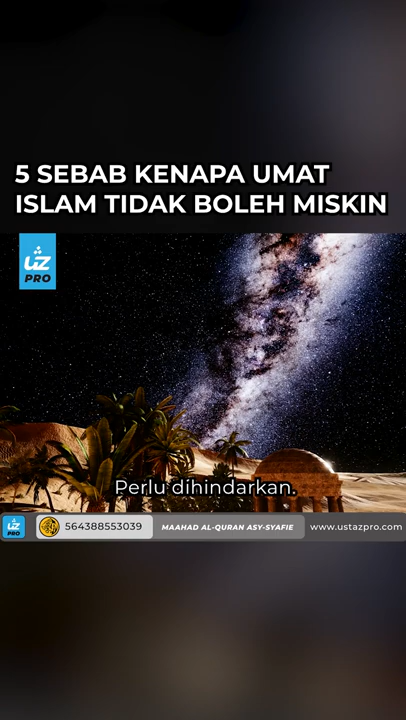 5 SEBAB KENAPA UMAT
ISLAM TIDAK BOLEH MISKIN
UZ
PRO
Perlu dihindarkan.
UZ
PRO
564388553039
MAAHAD AL-QURAN ASY-SYAFIE
www.ustazpro.com